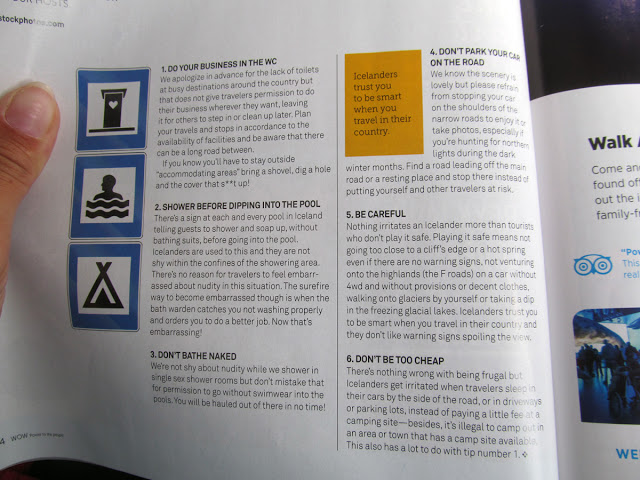 OUR HOSTS.
stockphotos.com
1. DO YOUR BUSINESS IN THE WC
We apologize in advance for the lack of toilets
at busy destinations around the country but
that does not give travelers permission to do
their business wherever they want, leaving
it for others to step in or clean up later. Plan
your travels and stops in accordance to the
availability of facilities and be aware that there
can be a long road between.
If you know you'll have to stay outside
"accommodating areas" bring a shovel, dig a hole
and the cover that s**t up!
2. SHOWER BEFORE DIPPING INTO THE POOL
There's a sign at each and every pool in Iceland
telling guests to shower and soap up, without
bathing suits, before going into the pool.
Icelanders are used to this and they are not
shy within the confines of the showering area.
There's no reason for travelers to feel embarr-
assed about nudity in this situation. The surefire
way to become embarrassed though is when the
bath warden catches you not washing properly
and orders you to do a better job. Now that's
embarrassing!
3. DON'T BATHE NAKED
We're not shy about nudity while we shower in
single sex shower rooms but don't mistake that
for permission to go without swimwear into the
pools. You will be hauled out of there in no time!
4 WOW
Icelanders
trust you
to be smart
when you
travel in their
country.
4. DON'T PARK YOUR CAR
ON THE ROAD
We know the scenery is
lovely but please refrain
from stopping your car
on the shoulders of the
narrow roads to enjoy it or
take photos, especially if
you're hunting for northern
lights during the dark
winter months. Find a road leading off the main
road or a resting place and stop there instead of
putting yourself and other travelers at risk.
5. BE CAREFUL
Nothing irritates an Icelander more than tourists
who don't play it safe. Playing it safe means not
going too close to a cliff's edge or a hot spring
even if there are no warning signs, not venturing
onto the highlands (the F roads) on a car without
4wd and without provisions or decent clothes,
walking onto glaciers by yourself or taking a dip
in the freezing glacial lakes. Icelanders trust you
to be smart when you travel in their country and
they don't like warning signs spoiling the view.
6. DON'T BE TOO CHEAP
There's nothing wrong with being frugal but
Icelanders get irritated when travelers sleep in
their cars by the side of the road, or in driveways
or parking lots, instead of paying a little fee at a
camping site—besides, it's illegal to camp out in
an area or town that has a camp site available.
This also has a lot to do with tip number 1.
Walk
Come and
found off
out the i
family-fr
"Pow
This
real
WE